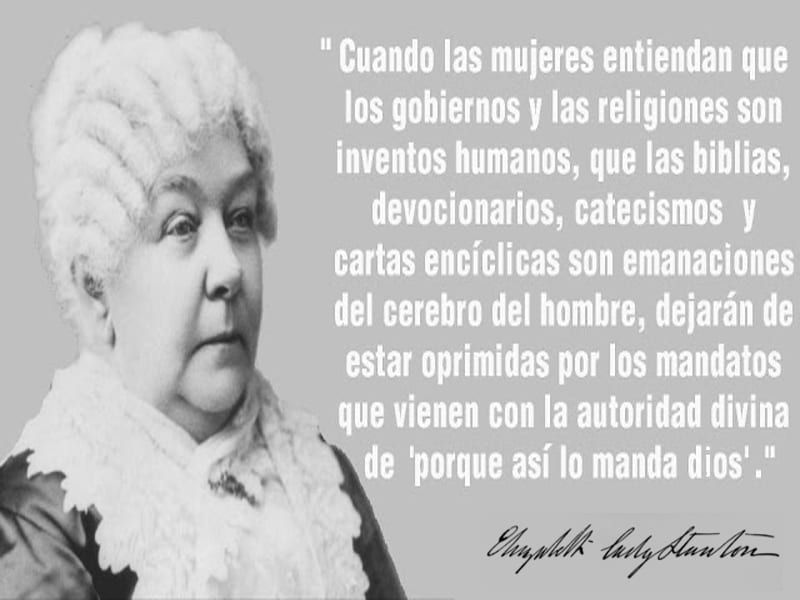 " Cuando las mujeres entiendan que
los gobiernos y las religiones son
inventos humanos, que las biblias,
devocionarios, catecismos y
cartas encíclicas son emanaciones
del cerebro del hombre, dejarán de
estar oprimidas por los mandatos
que vienen con la autoridad divina
de 'porque así lo manda dios'."
Elizabeth Cady Stanton